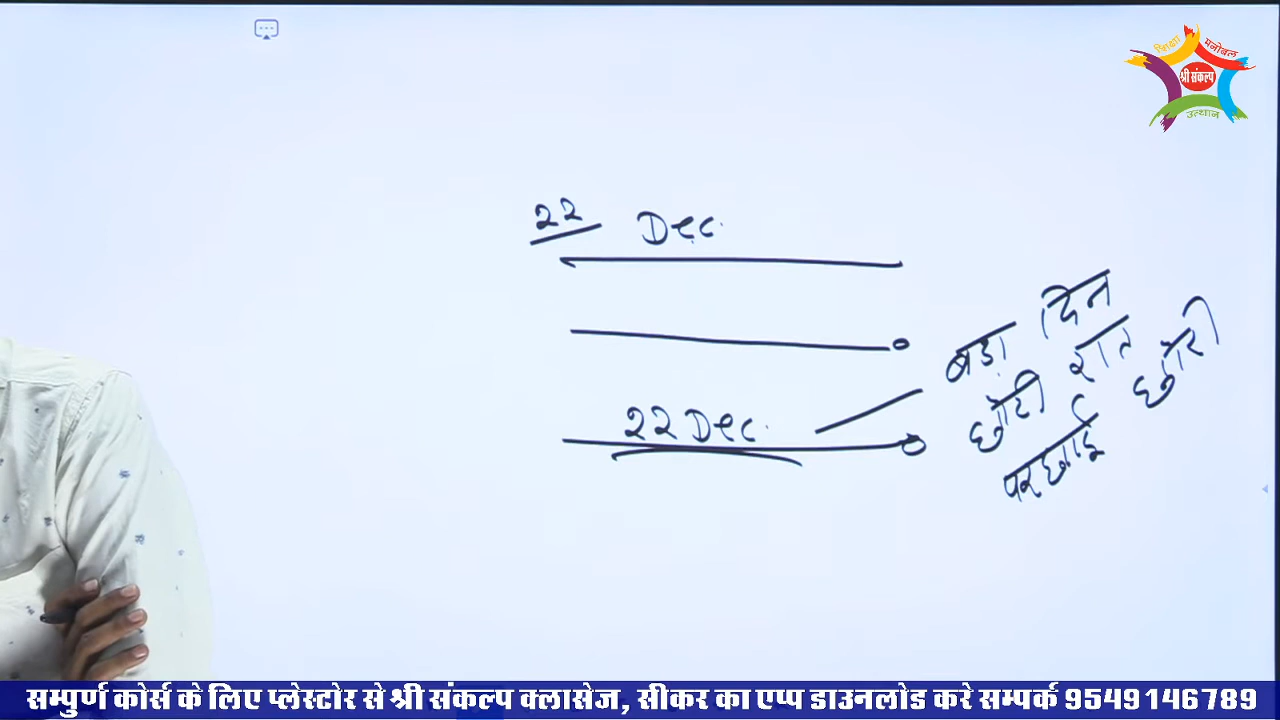 शिक्षा
मनोबल
श्री संकल्प
उत्थान
22 Dec.
बड़ा दिन
छोटी रात
परछाई छोटी
22 Dec.
सम्पुर्ण कोर्स के लिए प्लेस्टोर से श्री संकल्प क्लासेज, सीकर का एप्प डाउनलोड करे सम्पर्क 9549146789